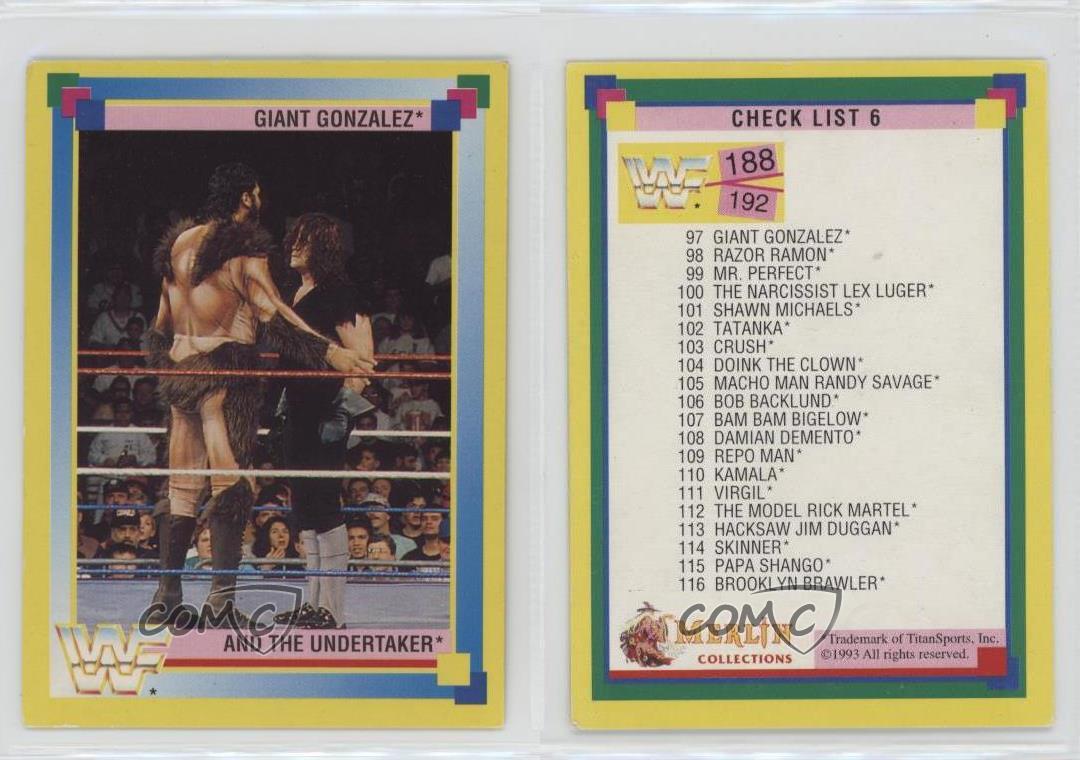 GIANT GONZALEZ*
AND THE UNDERTAKER*
WF*
COMC
CHECK LIST 6
WF*
188
192
97 GIANT GONZALEZ*
98 RAZOR RAMON*
99 MR. PERFECT*
100 THE NARCISSIST LEX LUGER*
101 SHAWN MICHAELS*
102 TATANKA*
103 CRUSH*
104 DOINK THE CLOWN*
105 MACHO MAN RANDY SAVAGE*
106 BOB BACKLUND*
107 BAM BAM BIGELOW*
108 DAMIAN DEMENTO*
109 REPO MAN*
110 KAMALA*
111 VIRGIL*
112 THE MODEL RICK MARTEL*
113 HACKSAW JIM DUGGAN*
114 SKINNER*
115 PAPA SHANGO*
116 BROOKLYN BRAWLER*
COMC
MERLIN
COLLECTIONS
Trademark of TitanSports, Inc.
©1993 All rights reserved.